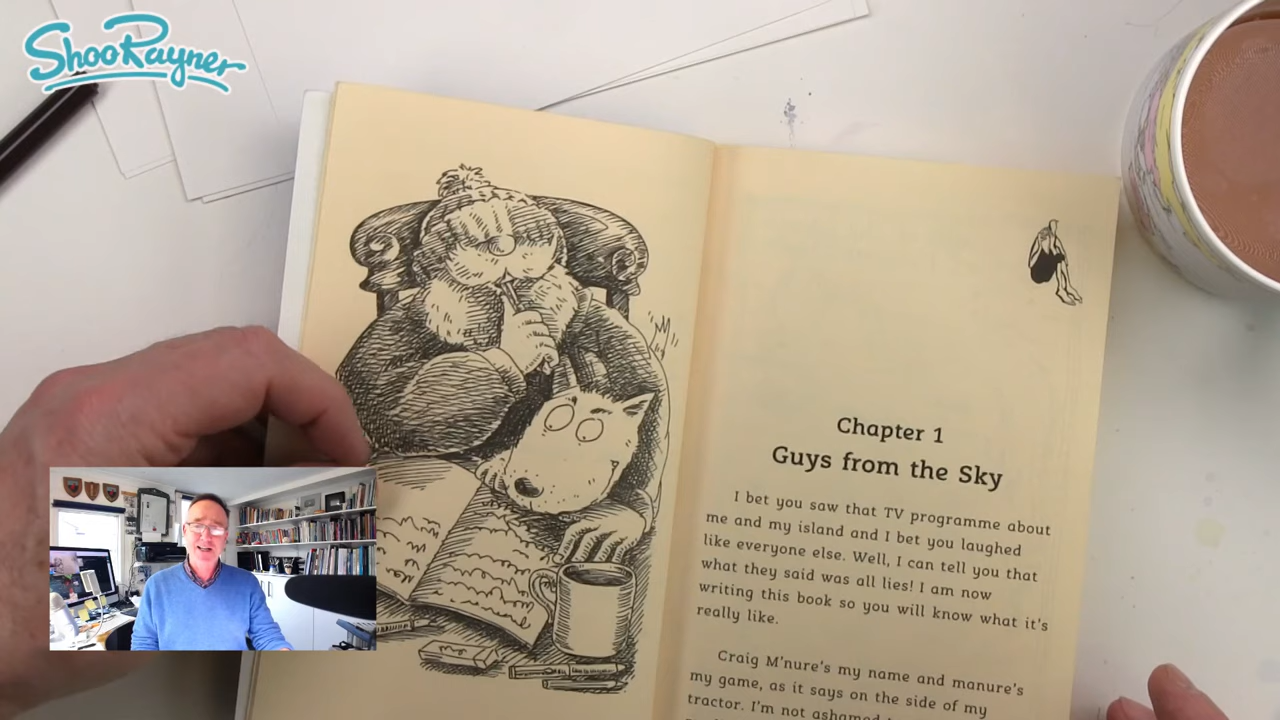 ShooRayner
Chapter 1
Guys from the Sky
I bet you saw that TV programme about
me and my island and I bet you laughed
like everyone else. Well, I can tell you that
what they said was all lies! I am now
writing this book so you will know what it's
really like.
Craig M'nure's my name and manure's
my game, as it says on the side of my
tractor. I'm not ashamed